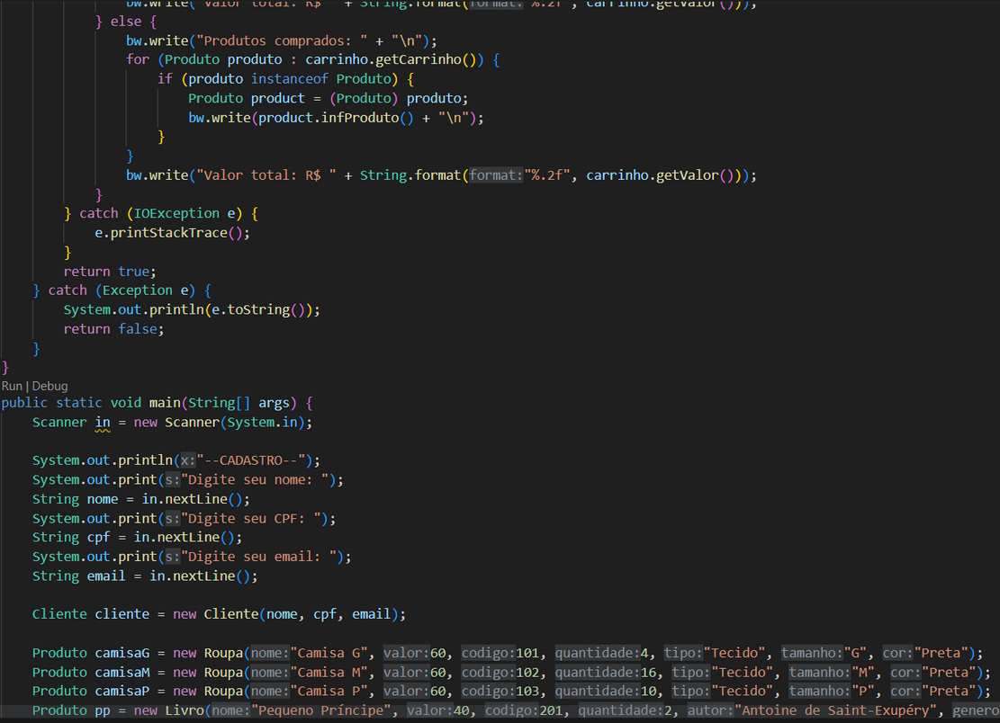 bw.write("Valor total: R$ " + String.format(format: "%.2f", carrinho.getValor()));
} else {
bw.write("Produtos comprados: " + "\n");
for (Produto produto : carrinho.getCarrinho()) {
if (produto instanceof Produto) {
Produto product = (Produto) produto;
bw.write(product.infProduto() + "\n");
}
}
bw.write("Valor total: R$ " + String.format(format:"%.2f", carrinho.getValor()));
}
} catch (IOException e) {
e.printStackTrace();
}
return true;
} catch (Exception e) {
System.out.println(e.toString());
return false;
}
}
Run | Debug
public static void main(String[] args) {
Scanner in = new Scanner(System.in);
System.out.println(x:"--CADASTRO--");
System.out.print(s:"Digite seu nome: ");
String nome = in.nextLine();
System.out.print(s:"Digite seu CPF: ");
String cpf = in.nextLine();
System.out.print(s:"Digite seu email: ");
String email = in.nextLine();
Cliente cliente = new Cliente(nome, cpf, email);
Produto camisaG = new Roupa(nome:"Camisa G", valor:60, codigo:101, quantidade:4, tipo:"Tecido", tamanho:"G", cor:"Preta");
Produto camisaM = new Roupa(nome:"Camisa M", valor:60, codigo:102, quantidade:16, tipo:"Tecido", tamanho:"M", cor:"Preta");
Produto camisaP = new Roupa(nome:"Camisa P", valor:60, codigo:103, quantidade:10, tipo:"Tecido", tamanho:"P", cor:"Preta");
Produto pp = new Livro(nome:"Pequeno Príncipe", valor:40, codigo:201, quantidade:2, autor:"Antoine de Saint-Exupéry", genero